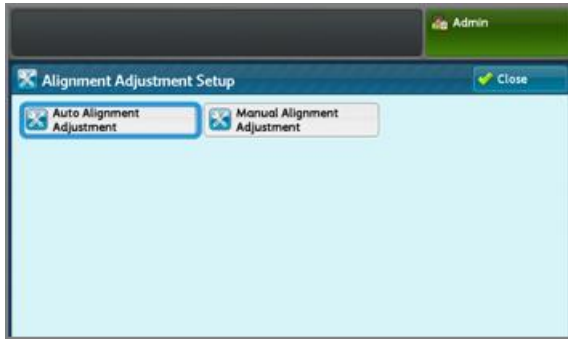 Admin
Alignment Adjustment Setup
Close
Auto Alignment
Adjustment
Manual Alignment
Adjustment